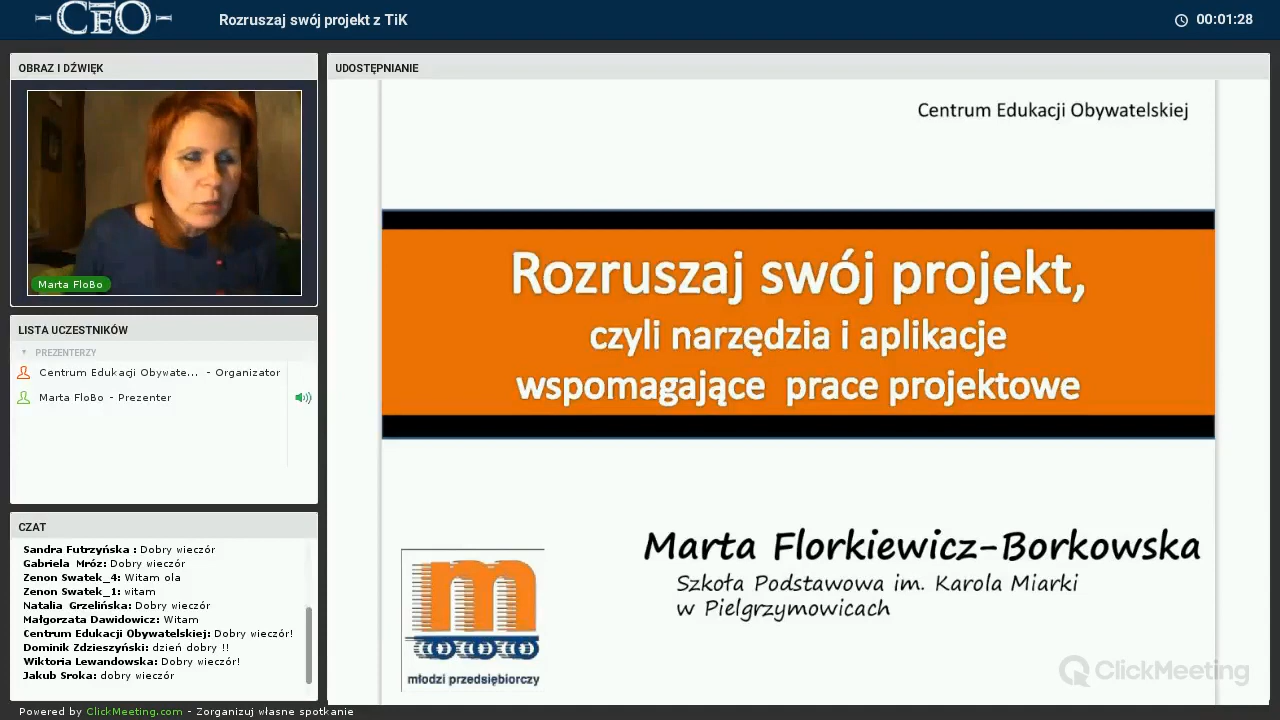 CEO
Rozruszaj swój projekt z TiK
00:01:28
OBRAZ I DŹWIĘK
Marta FloBo
LISTA UCZESTNIKÓW
PREZENTERZY
Centrum Edukacji Obywate... - Organizator
Marta FloBo - Prezenter
CZAT
Sandra Futrzyńska : Dobry wieczór
Gabriela Mróz: Dobry wieczór
Zenon Swatek_4: Witam ola
Zenon Swatek_1: witam
Natalia Grzelińska: Dobry wieczór
Małgorzata Dawidowicz: Witam
Centrum Edukacji Obywatelskiej: Dobry wieczór!
Dominik Zdzieszyński: dzień dobry !!
Wiktoria Lewandowska: Dobry wieczór!
Jakub Sroka: dobry wieczór
UDOSTĘPNIANIE
Centrum Edukacji Obywatelskiej
Rozruszaj swój projekt,
czyli narzędzia i aplikacje
wspomagające prace projektowe
Marta Florkiewicz-Borkowska
Szkoła Podstawowa im. Karola Miarki
w Pielgrzymowicach
m
młodzi przedsiębiorczy
ClickMeeting
Powered by ClickMeeting.com - Zorganizuj własne spotkanie